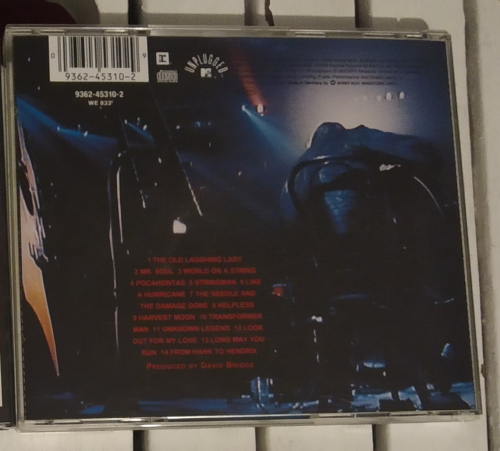 0
9
9362-45310-2
R
UNPLUGGED
MTV
9362-45310-2
WE 833
1 THE OLD LAUGHING LADY
2 MR. SOUL 3 WORLD ON A STRING
4 POCAHONTAS 5 STRINGMAN 6 LIKE
A HURRICANE 7 THE NEEDLE AND
THE DAMAGE DONE 8 HELPLESS
9 HARVEST MOON 10 TRANSFORMER
MAN 11 UNKNOWN LEGEND 12 LOOK
OUT FOR MY LOVE 13 LONG MAY YOU
RUN 14 FROM HANK TO HENDRIX
PRODUCED BY DAVID BRIGGS